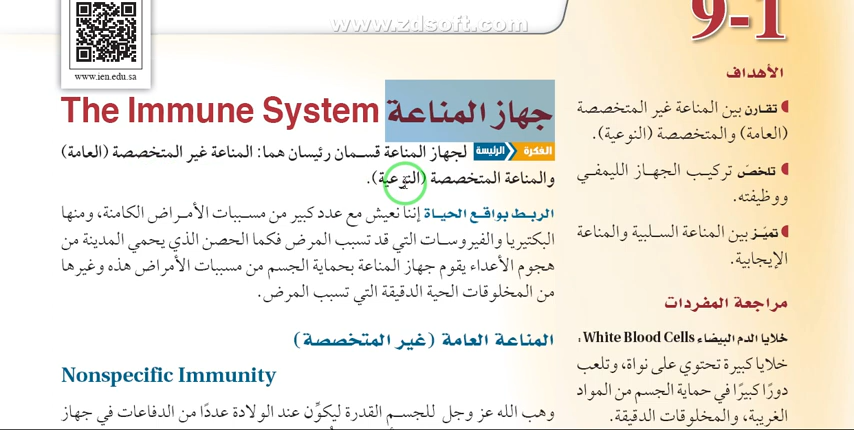 www.zdsoft.com
9-1
www.ien.edu.sa
جهاز المناعة The Immune System
الفكرة الرئيسة لجهاز المناعة قسمان رئيسان هما: المناعة غير المتخصصة (العامة)
والمناعة المتخصصة (النوعية).
الربط بواقع الحياة إننا نعيش مع عدد كبير من مسببات الأمراض الكامنة، ومنها
البكتيريا والفيروسات التي قد تسبب المرض فكما الحصن الذي يحمي المدينة من
هجوم الأعداء يقوم جهاز المناعة بحماية الجسم من مسببات الأمراض هذه وغيرها
من المخلوقات الحية الدقيقة التي تسبب المرض.
المناعة العامة (غير المتخصصة)
Nonspecific Immunity
وهب الله عز وجل للجسم القدرة ليكوِّن عند الولادة عددًا من الدفاعات في جهاز
الأهداف
تقارن بين المناعة غير المتخصصة
(العامة) والمتخصصة (النوعية).
تلخص تركيب الجهاز الليمفي
ووظيفته.
تميّز بين المناعة السلبية والمناعة
الإيجابية.
مراجعة المفردات
خلايا الدم البيضاء White Blood Cells:
خلايا كبيرة تحتوي على نواة، وتلعب
دورًا كبيرًا في حماية الجسم من المواد
الغريبة، والمخلوقات الدقيقة.